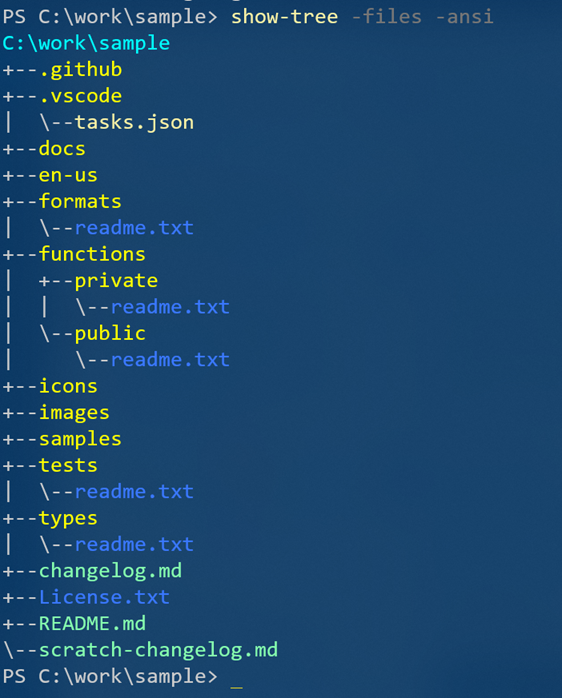 PS C:\work\sample> show-tree -files -ansi
C:\work\sample
+--.github
+--.vscode
|  \--tasks.json
+--docs
+--en-us
+--formats
|  \--readme.txt
+--functions
|  +--private
|  |  \--readme.txt
|  \--public
|     \--readme.txt
+--icons
+--images
+--samples
+--tests
|  \--readme.txt
+--types
|  \--readme.txt
+--changelog.md
+--License.txt
+--README.md
\--scratch-changelog.md
PS C:\work\sample> _